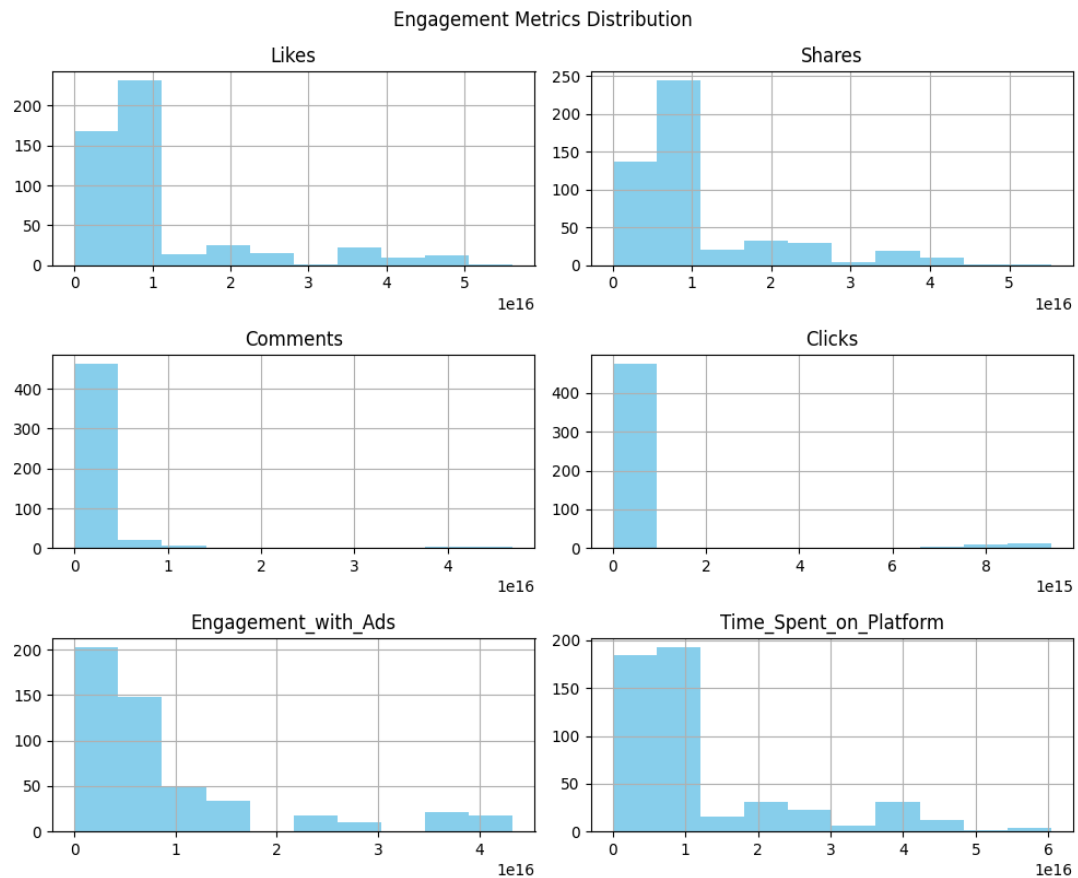 Engagement Metrics Distribution
Likes
200
150
100
50
0
0 1 2 3 4 5
1e16
Shares
250
200
150
100
50
0
0 1 2 3 4 5
1e16
Comments
400
300
200
100
0
0 1 2 3 4
1e16
Clicks
400
300
200
100
0
0 2 4 6 8
1e15
Engagement_with_Ads
200
150
100
50
0
0 1 2 3 4
1e16
Time_Spent_on_Platform
200
150
100
50
0
0 1 2 3 4 5 6
1e16